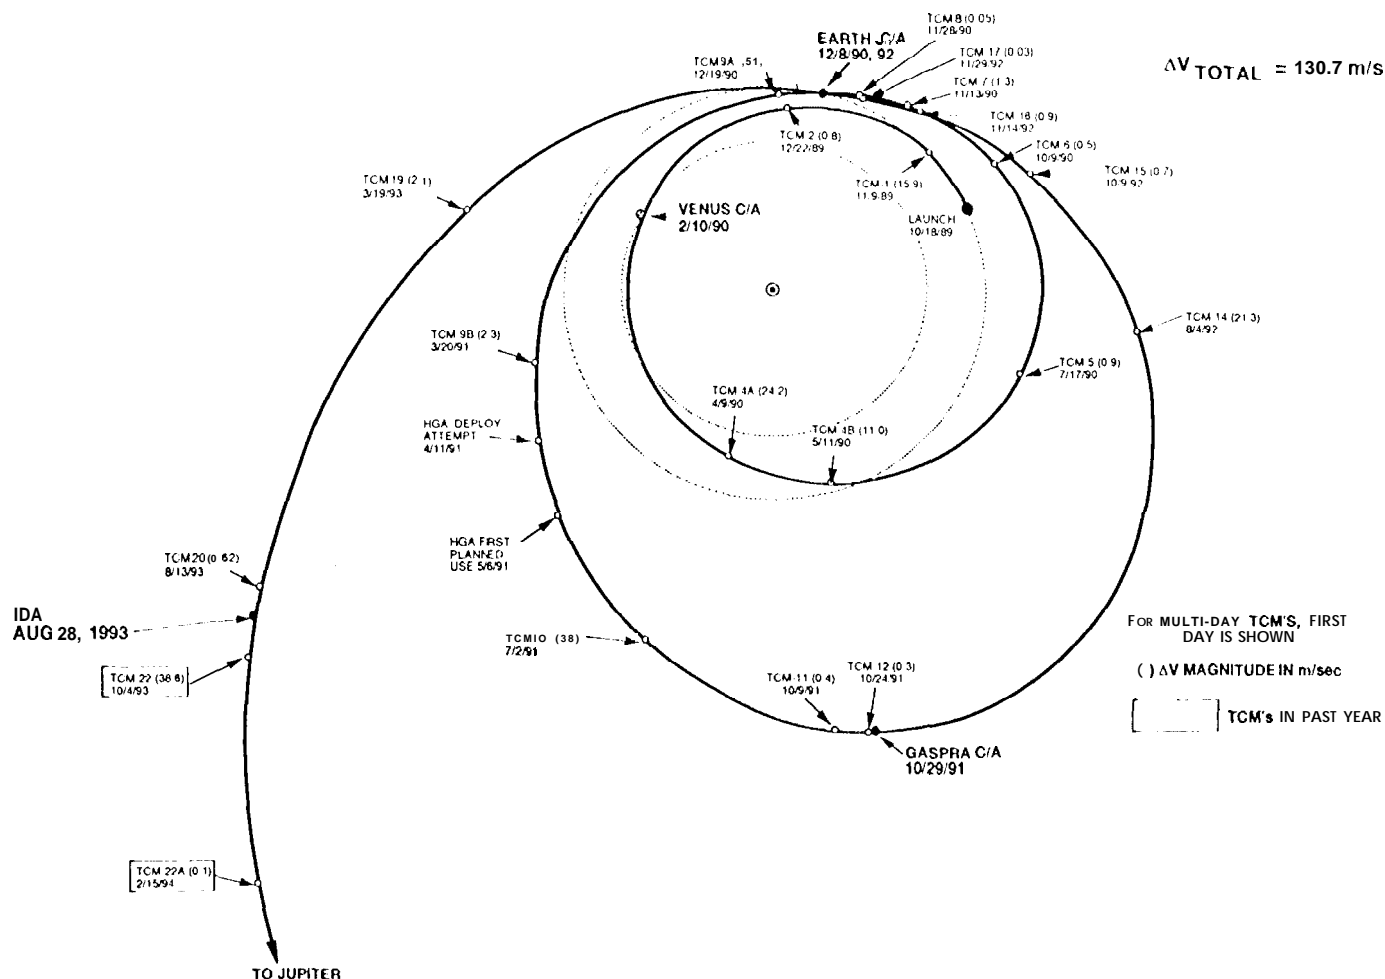 TCM 8 (0.05)
11/28/90
EARTH C/A
12/8/90, 92
TCM 17 (0.03)
11/29/92
TCM9A ,51,
12/19/90
TCM 7 (1.3)
11/13/90
ΔV TOTAL = 130.7 m/s
TCM 16 (0.9)
11/14/92
TCM 2 (0.8)
12/22/89
TCM 6 (0.5)
10/9/90
TCM 15 (0.7)
10/9/92
TCM 19 (2.1)
3/19/93
TCM 1 (15.9)
11/9/89
VENUS C/A
2/10/90
LAUNCH
10/18/89
TCM 14 (21.3)
8/4/92
TCM 9B (2.3)
3/20/91
TCM 5 (0.9)
7/17/90
TCM 4A (24.2)
4/9/90
HGA DEPLOY
ATTEMPT
4/11/91
TCM 4B (11.0)
5/11/90
HGA FIRST
PLANNED
USE 5/6/91
TCM20 (0.62)
8/13/93
IDA
AUG 28, 1993
TCM10 (38)
7/2/91
FOR MULTI-DAY TCM'S, FIRST
DAY IS SHOWN
TCM 22 (38.6)
10/4/93
TCM 11 (0.4)
10/9/91
TCM 12 (0.3)
10/24/91
( ) ΔV MAGNITUDE IN m/sec
TCM's IN PAST YEAR
GASPRA C/A
10/29/91
TCM 22A (0.1)
2/15/94
TO JUPITER